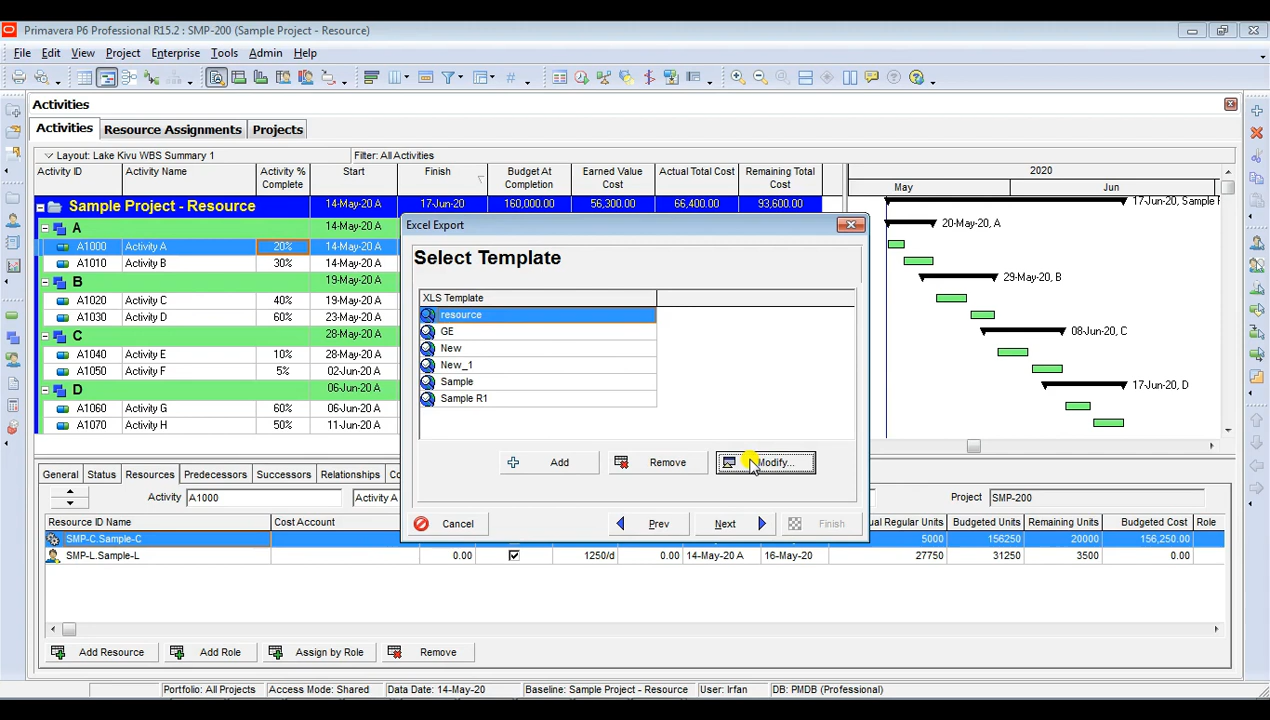 Primavera P6 Professional R15.2 : SMP-200 (Sample Project - Resource)
File Edit View Project Enterprise Tools Admin Help
Activities
Activities Resource Assignments Projects
Layout: Lake Kivu WBS Summary 1 Filter: All Activities
Activity ID Activity Name Activity % Complete Start Finish Budget At Completion Earned Value Cost Actual Total Cost Remaining Total Cost
2020
May Jun
Sample Project - Resource 14-May-20 A 17-Jun-20 160,000.00 56,300.00 66,400.00 93,600.00 17-Jun-20, Sample
A 14-May-20 A 20-May-20, A
A1000 Activity A 20% 14-May-20 A
A1010 Activity B 30% 14-May-20 A
B 19-May-20 A 29-May-20, B
A1020 Activity C 40% 19-May-20 A
A1030 Activity D 60% 23-May-20 A
C 28-May-20 A 08-Jun-20, C
A1040 Activity E 10% 28-May-20 A
A1050 Activity F 5% 02-Jun-20 A
D 06-Jun-20 A 17-Jun-20, D
A1060 Activity G 60% 06-Jun-20 A
A1070 Activity H 50% 11-Jun-20 A
Excel Export
Select Template
XLS Template
resource
GE
New
New_1
Sample
Sample R1
Add Remove Modify...
Cancel Prev Next Finish
General Status Resources Predecessors Successors Relationships Co
Activity A1000 Activity A Project SMP-200
Resource ID Name Cost Account ual Regular Units Budgeted Units Remaining Units Budgeted Cost Role
SMP-C.Sample-C 5000 156250 20000 156,250.00
SMP-L.Sample-L 0.00 1250/d 0.00 14-May-20 A 16-May-20 27750 31250 3500 0.00
Add Resource Add Role Assign by Role Remove
Portfolio: All Projects Access Mode: Shared Data Date: 14-May-20 Baseline: Sample Project - Resource User: Irfan DB: PMDB (Professional)